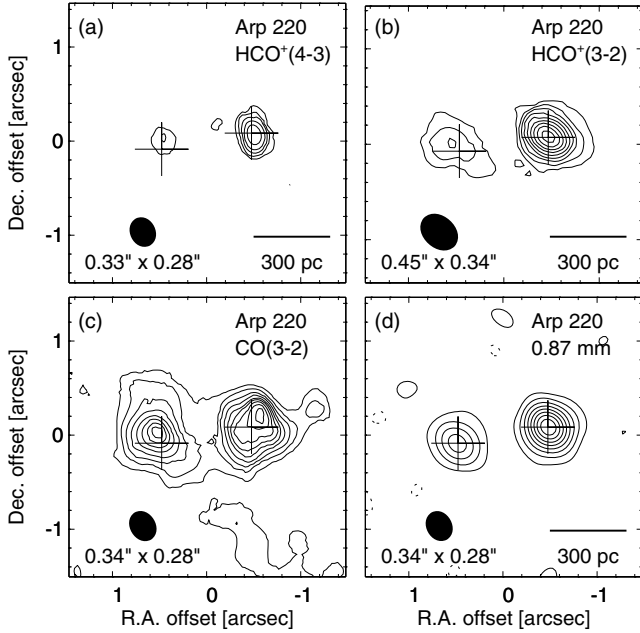 (a) Arp 220
HCO⁺(4-3)
0.33" x 0.28" 300 pc
(b) Arp 220
HCO⁺(3-2)
0.45" x 0.34" 300 pc
(c) Arp 220
CO(3-2)
0.34" x 0.28"
(d) Arp 220
0.87 mm
0.34" x 0.28" 300 pc
1
0
-1
Dec. offset [arcsec]
1
0
-1
Dec. offset [arcsec]
1 0 -1
R.A. offset [arcsec]
1 0 -1
R.A. offset [arcsec]